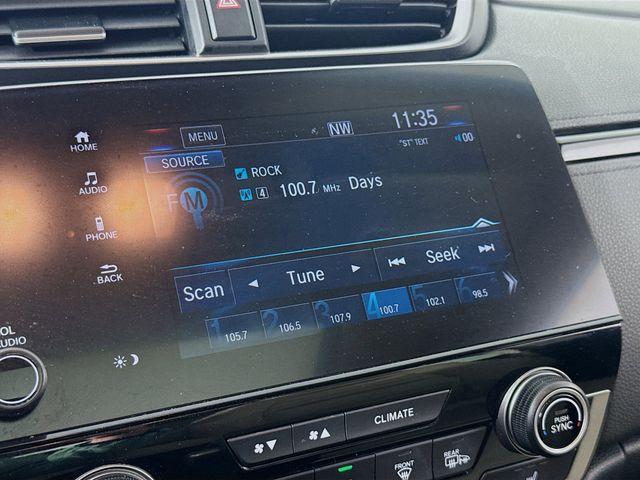 MENU
NW
11:35
HOME
SOURCE
"ST" TEXT
00
ROCK
AUDIO
FM
4
100.7 MHz Days
PHONE
BACK
Scan
Tune
Seek
1 105.7
2 106.5
3 107.9
4 100.7
5 102.1
6 98.5
OL
AUDIO
CLIMATE
PUSH
SYNC
FRONT
REAR